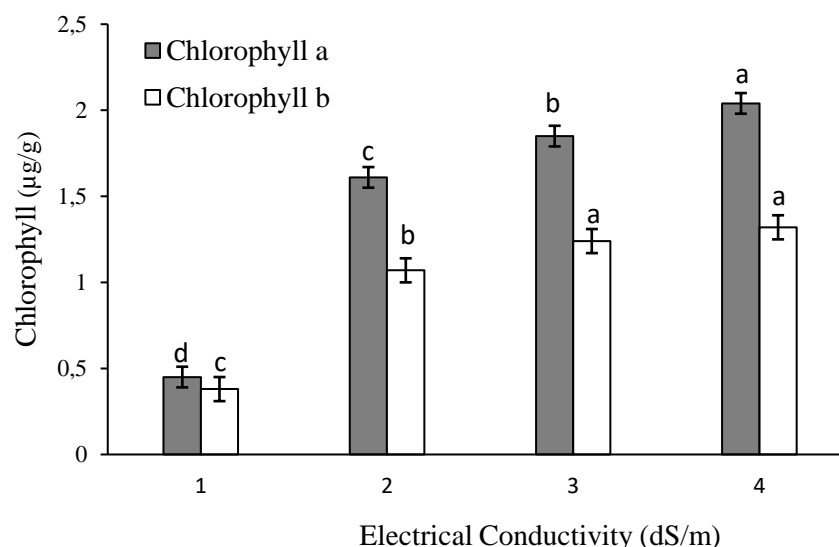 2,5
Chlorophyll a
Chlorophyll b
2
1,5
1
0,5
0
Chlorophyll (µg/g)
d
c
c
b
b
a
a
a
1
2
3
4
Electrical Conductivity (dS/m)